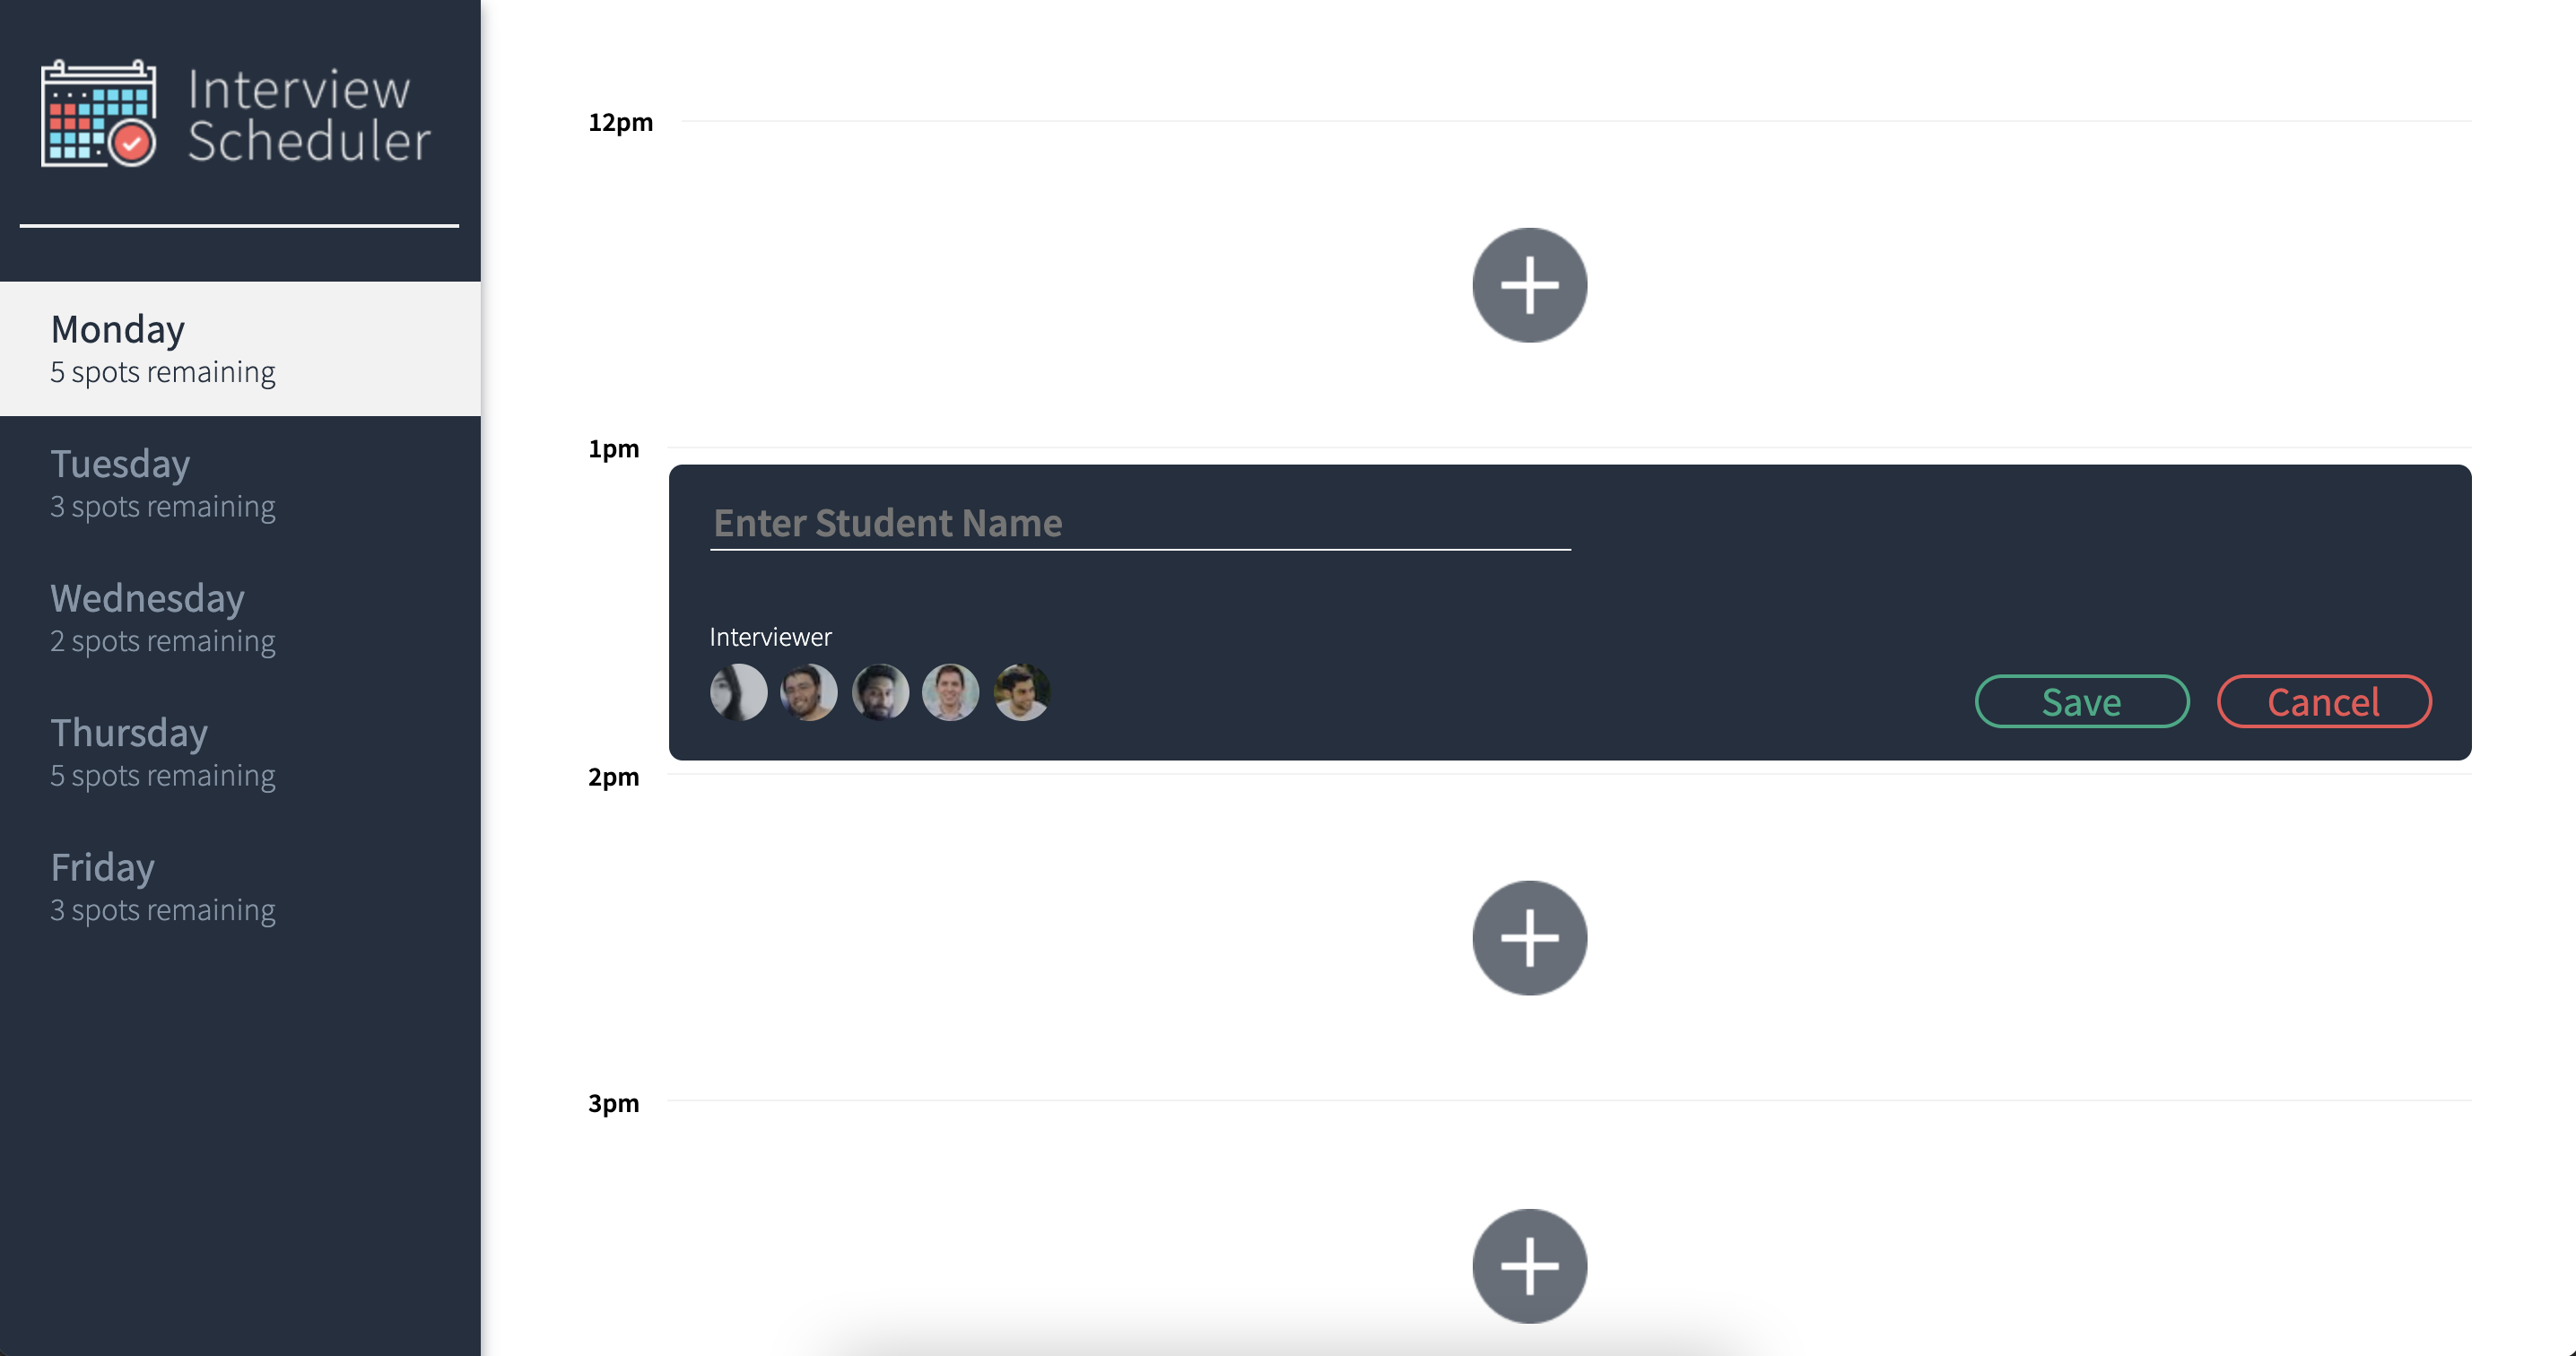 Interview
Scheduler
Monday
5 spots remaining
Tuesday
3 spots remaining
Wednesday
2 spots remaining
Thursday
5 spots remaining
Friday
3 spots remaining
12pm
1pm
Enter Student Name
Interviewer
Save
Cancel
2pm
3pm